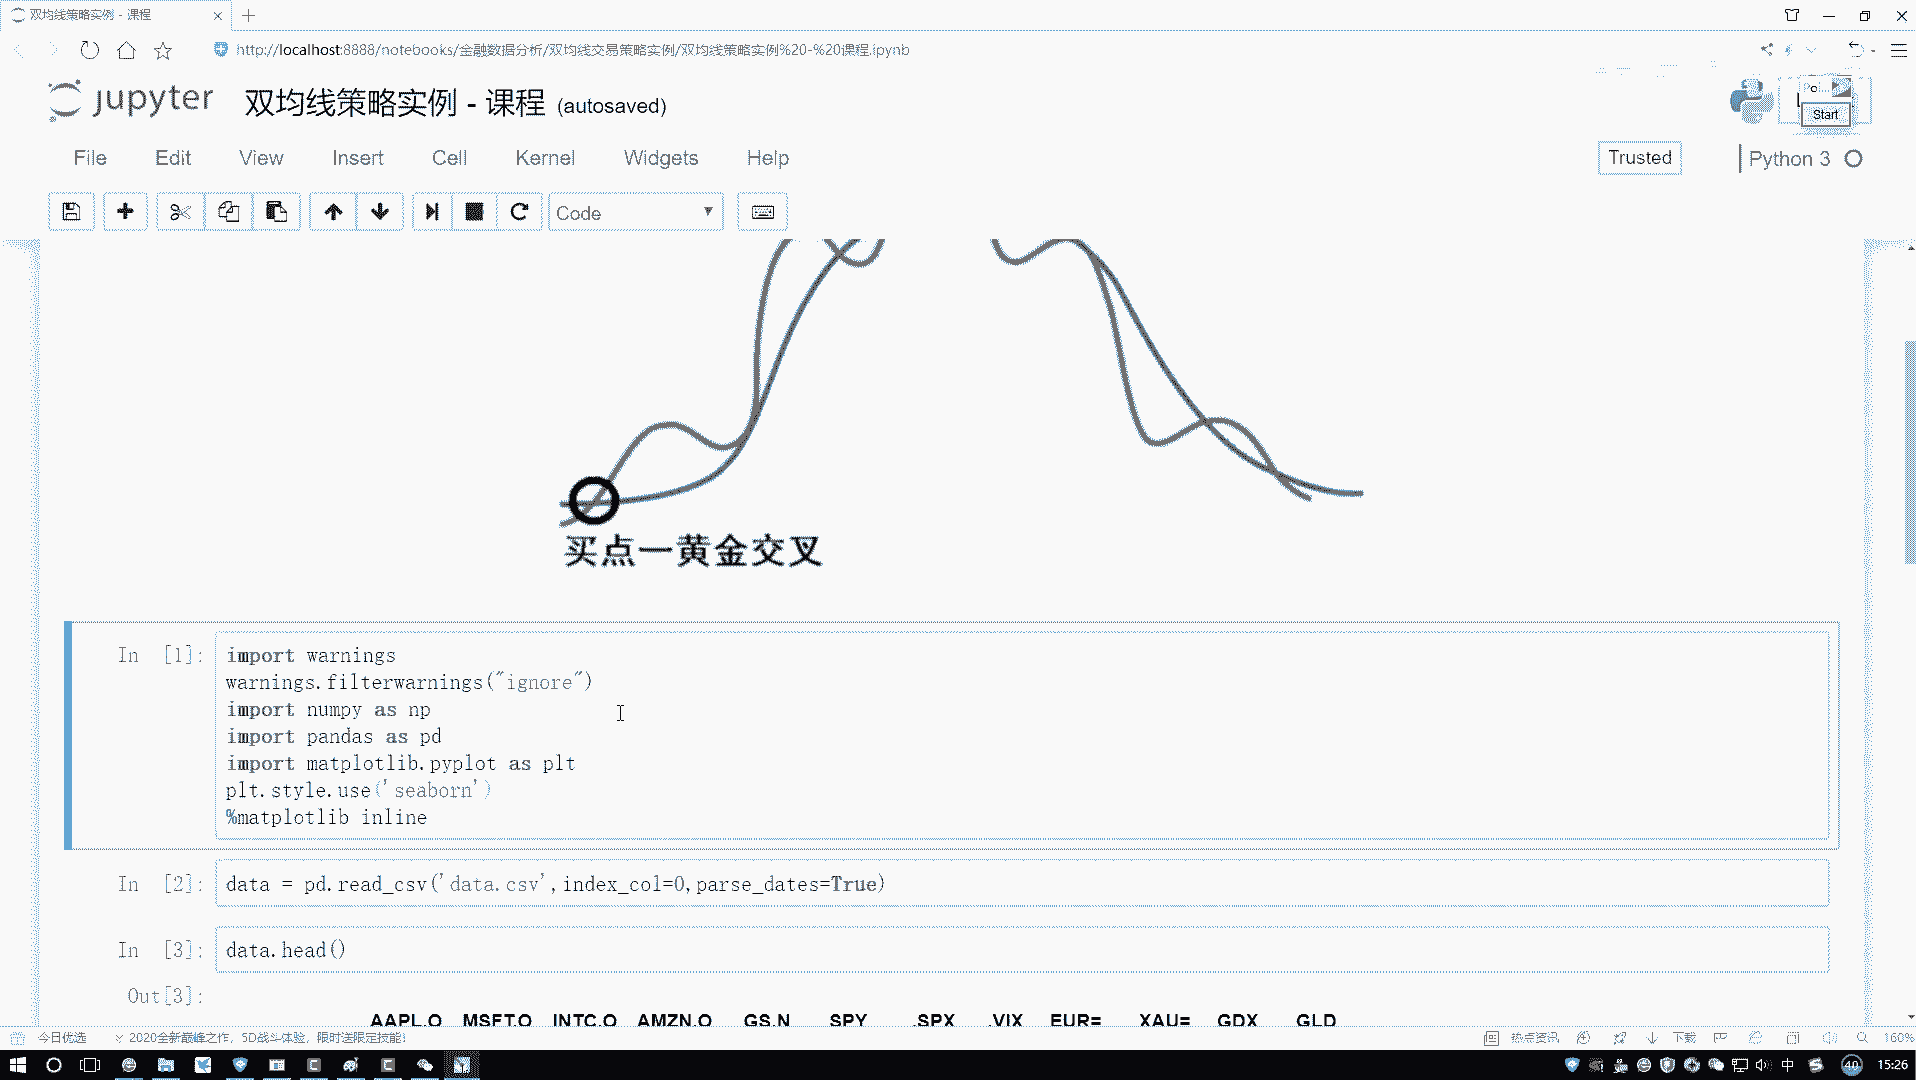 双均线策略实例 - 课程
http://localhost:8888/notebooks/金融数据分析/双均线交易策略实例/双均线策略实例%20-%20课程.ipynb
jupyter 双均线策略实例 - 课程 (autosaved)
Start
File Edit View Insert Cell Kernel Widgets Help
Trusted Python 3
Code
买点一黄金交叉
In [1]: import warnings
warnings.filterwarnings("ignore")
import numpy as np
import pandas as pd
import matplotlib.pyplot as plt
plt.style.use('seaborn')
%matplotlib inline
In [2]: data = pd.read_csv('data.csv',index_col=0,parse_dates=True)
In [3]: data.head()
Out[3]:
AAPL.O MSFT.O INTC.O AMZN.O GS.N SPY .SPX .VIX EUR= XAU= GDX GLD
今日优选 2020全新巅峰之作，5D战斗体验，限时送限定技能! 热点资讯 下载 160%
中 40 15:26